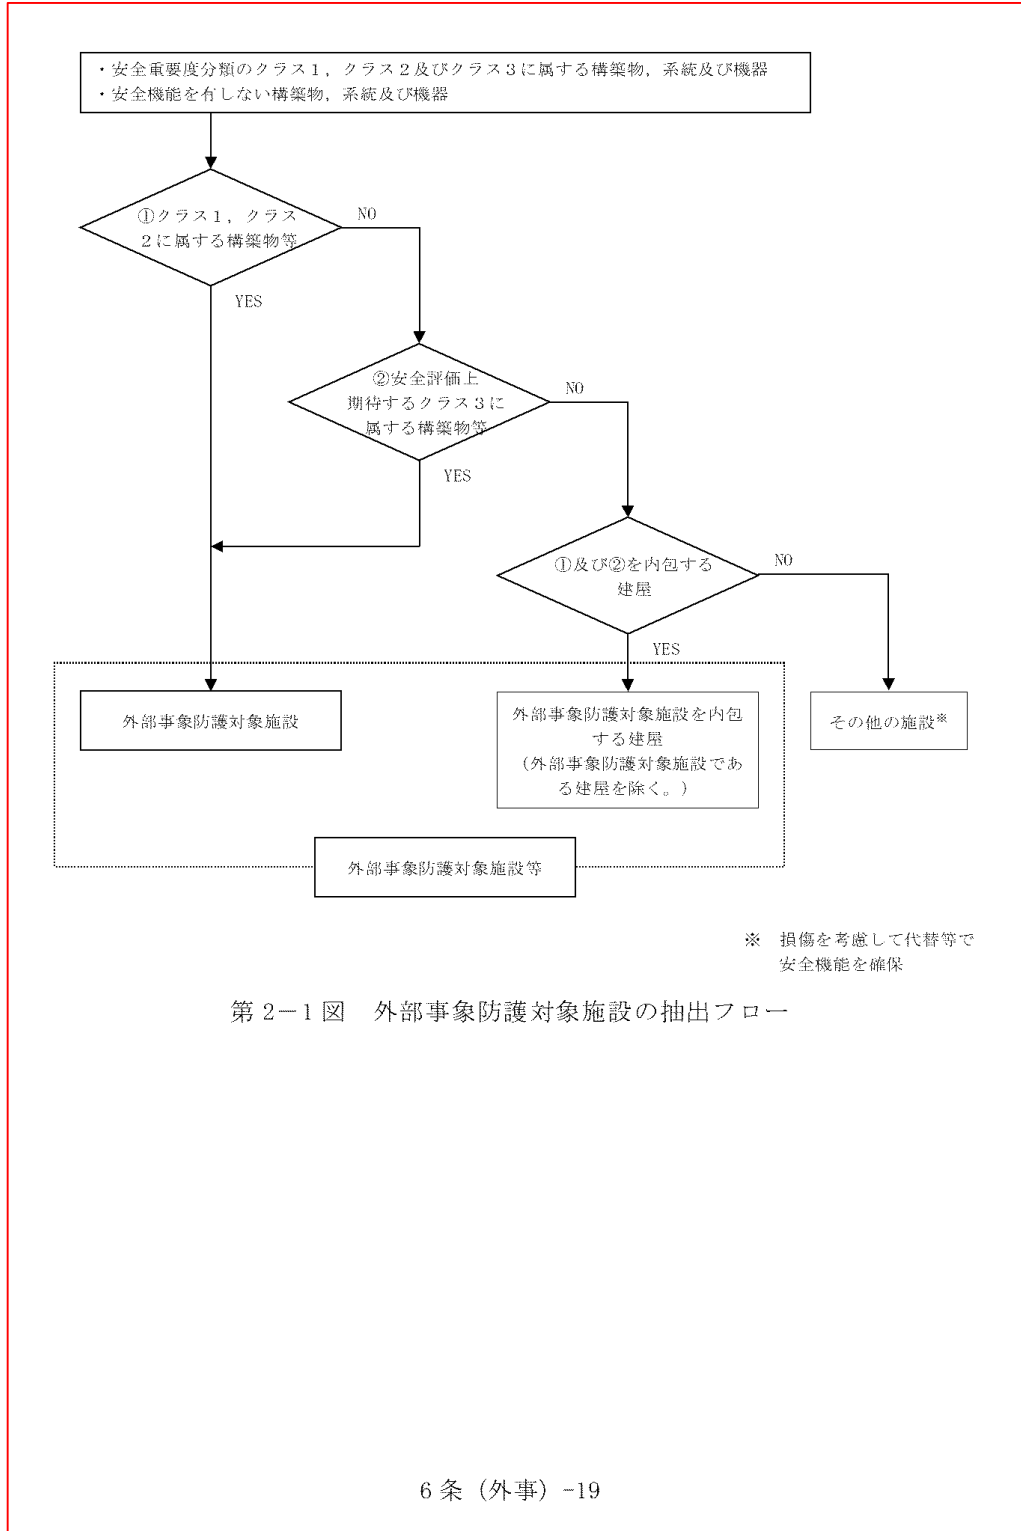 ・安全重要度分類のクラス１，クラス２及びクラス３に属する構築物，系統及び機器
・安全機能を有しない構築物，系統及び機器
①クラス１，クラス
２に属する構築物等
NO
YES
②安全評価上
期待するクラス３に
属する構築物等
NO
YES
①及び②を内包する
建屋
NO
YES
外部事象防護対象施設
外部事象防護対象施設を内包
する建屋
（外部事象防護対象施設であ
る建屋を除く。）
その他の施設※
外部事象防護対象施設等
※　損傷を考慮して代替等で
安全機能を確保
第 2－1 図　外部事象防護対象施設の抽出フロー
6 条（外事）-19